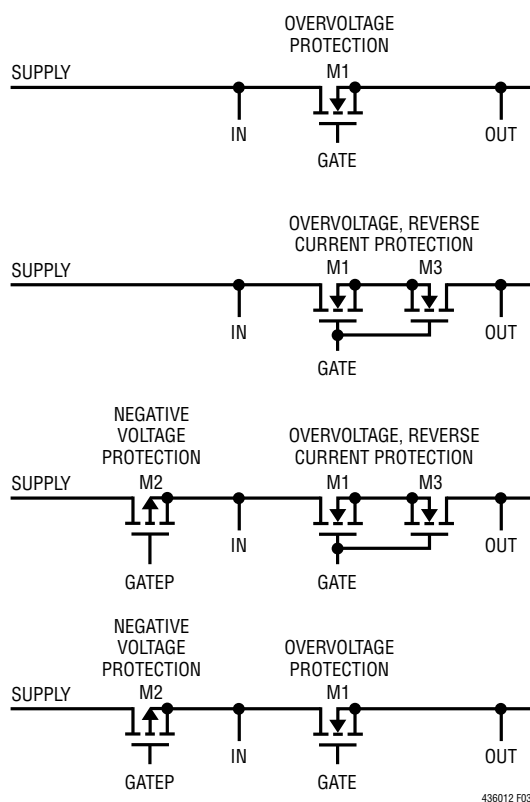 OVERVOLTAGE
PROTECTION
SUPPLY
M1
IN
OUT
GATE
OVERVOLTAGE, REVERSE
CURRENT PROTECTION
SUPPLY
M1
M3
IN
OUT
GATE
NEGATIVE
VOLTAGE
PROTECTION
OVERVOLTAGE, REVERSE
CURRENT PROTECTION
SUPPLY
M2
M1
M3
IN
OUT
GATEP
GATE
NEGATIVE
VOLTAGE
PROTECTION
OVERVOLTAGE
PROTECTION
SUPPLY
M2
M1
IN
OUT
GATEP
GATE
436012 F03